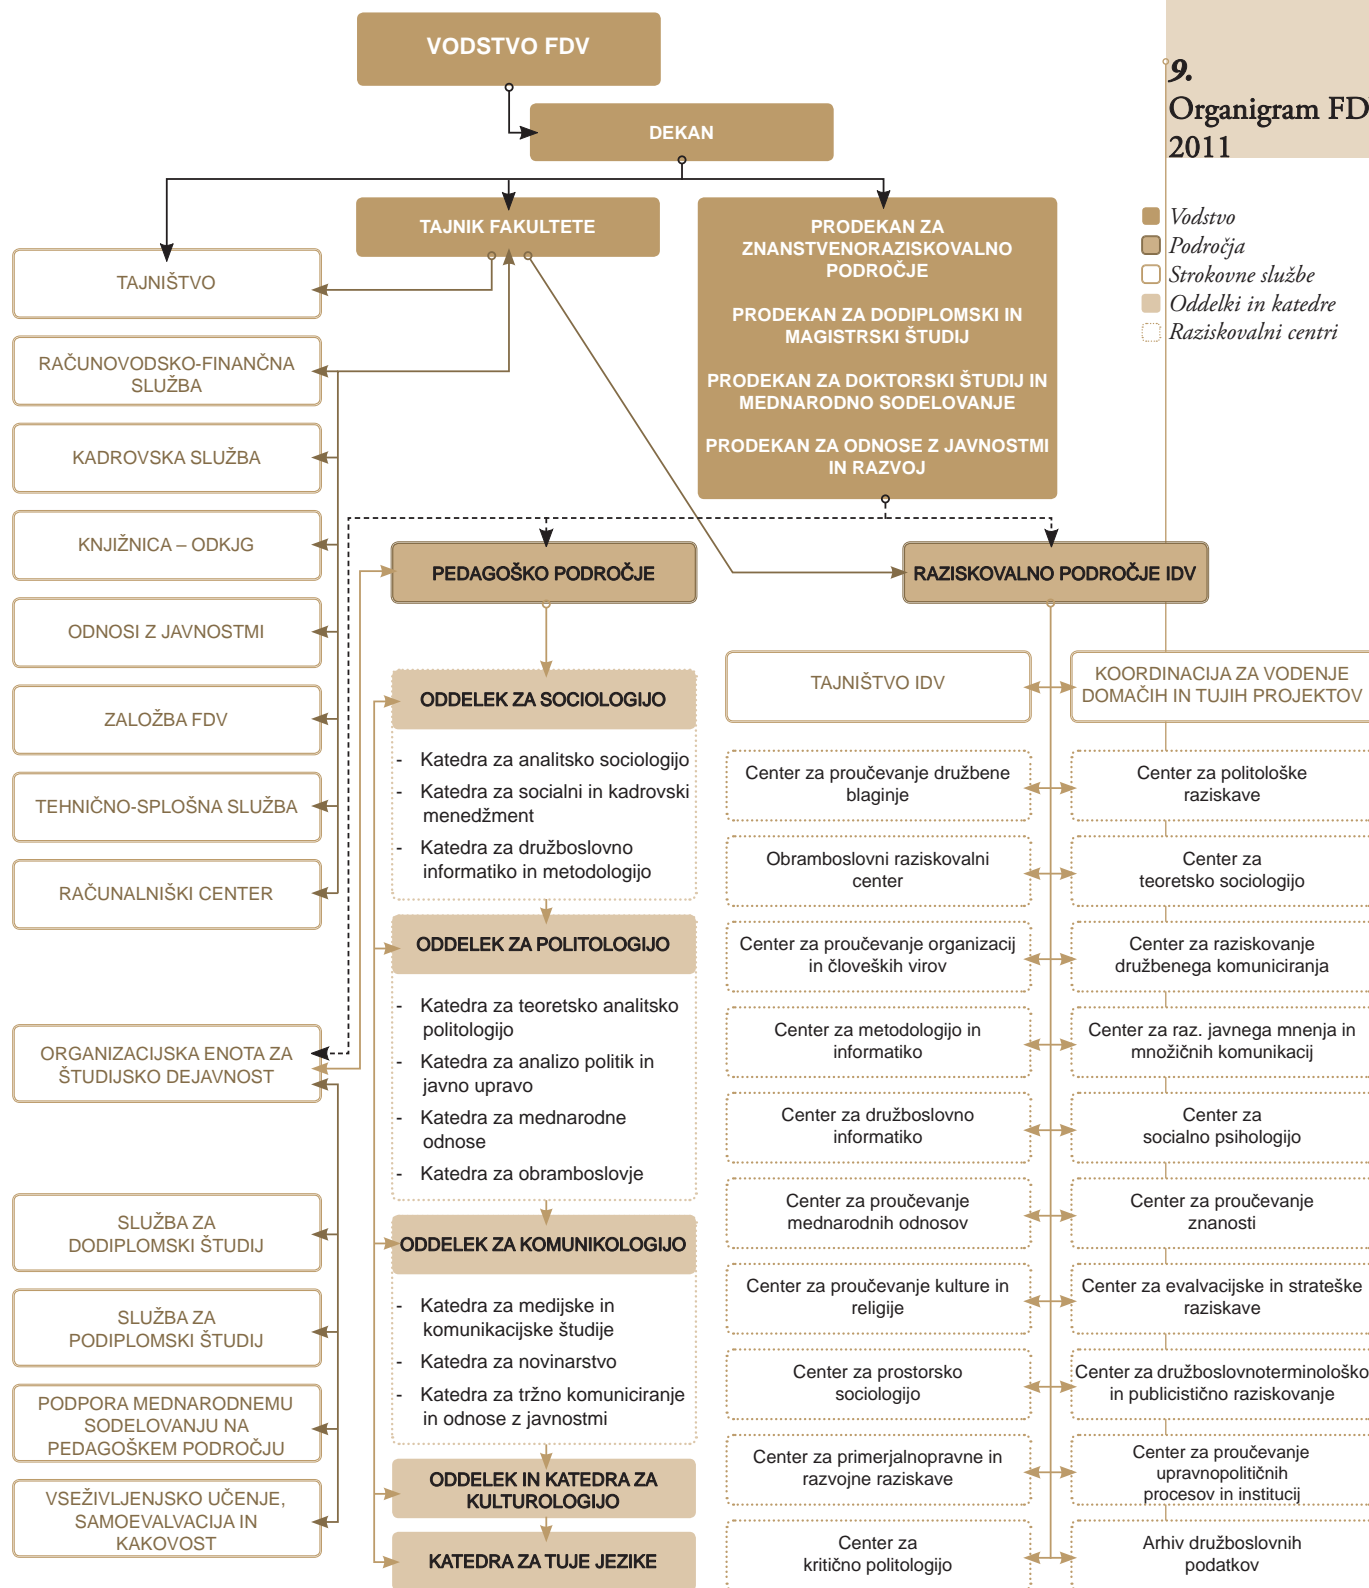 VODSTVO FDV
DEKAN
9.
Organigram FD
2011
Vodstvo
Področja
Strokovne službe
Oddelki in katedre
Raziskovalni centri
TAJNIK FAKULTETE
PRODEKAN ZA
ZNANSTVENORAZISKOVALNO
PODROČJE
PRODEKAN ZA DODIPLOMSKI IN
MAGISTRSKI ŠTUDIJ
PRODEKAN ZA DOKTORSKI ŠTUDIJ IN
MEDNARODNO SODELOVANJE
PRODEKAN ZA ODNOSE Z JAVNOSTMI
IN RAZVOJ
TAJNIŠTVO
RAČUNOVODSKO-FINANČNA
SLUŽBA
KADROVSKA SLUŽBA
KNJIŽNICA – ODKJG
ODNOSI Z JAVNOSTMI
ZALOŽBA FDV
TEHNIČNO-SPLOŠNA SLUŽBA
RAČUNALNIŠKI CENTER
ORGANIZACIJSKA ENOTA ZA
ŠTUDIJSKO DEJAVNOST
SLUŽBA ZA
DODIPLOMSKI ŠTUDIJ
SLUŽBA ZA
PODIPLOMSKI ŠTUDIJ
PODPORA MEDNARODNEMU
SODELOVANJU NA
PEDAGOŠKEM PODROČJU
VSEŽIVLJENJSKO UČENJE,
SAMOEVALVACIJA IN
KAKOVOST
PEDAGOŠKO PODROČJE
ODDELEK ZA SOCIOLOGIJO
- Katedra za analitsko sociologijo
- Katedra za socialni in kadrovski
menedžment
- Katedra za družboslovno
informatiko in metodologijo
ODDELEK ZA POLITOLOGIJO
- Katedra za teoretsko analitsko
politologijo
- Katedra za analizo politik in
javno upravo
- Katedra za mednarodne
odnose
- Katedra za obramboslovje
ODDELEK ZA KOMUNIKOLOGIJO
- Katedra za medijske in
komunikacijske študije
- Katedra za novinarstvo
- Katedra za tržno komuniciranje
in odnose z javnostmi
ODDELEK IN KATEDRA ZA
KULTUROLOGIJO
KATEDRA ZA TUJE JEZIKE
RAZISKOVALNO PODROČJE IDV
TAJNIŠTVO IDV
KOORDINACIJA ZA VODENJE
DOMAČIH IN TUJIH PROJEKTOV
Center za proučevanje družbene
blaginje
Center za politološke
raziskave
Obramboslovni raziskovalni
center
Center za
teoretsko sociologijo
Center za proučevanje organizacij
in človeških virov
Center za raziskovanje
družbenega komuniciranja
Center za metodologijo in
informatiko
Center za raz. javnega mnenja in
množičnih komunikacij
Center za družboslovno
informatiko
Center za
socialno psihologijo
Center za proučevanje
mednarodnih odnosov
Center za proučevanje
znanosti
Center za proučevanje kulture in
religije
Center za evalvacijske in strateške
raziskave
Center za prostorsko
sociologijo
Center za družboslovnoterminološko
in publicistično raziskovanje
Center za primerjalnopravne in
razvojne raziskave
Center za proučevanje
upravnopolitičnih
procesov in institucij
Center za
kritično politologijo
Arhiv družboslovnih
podatkov